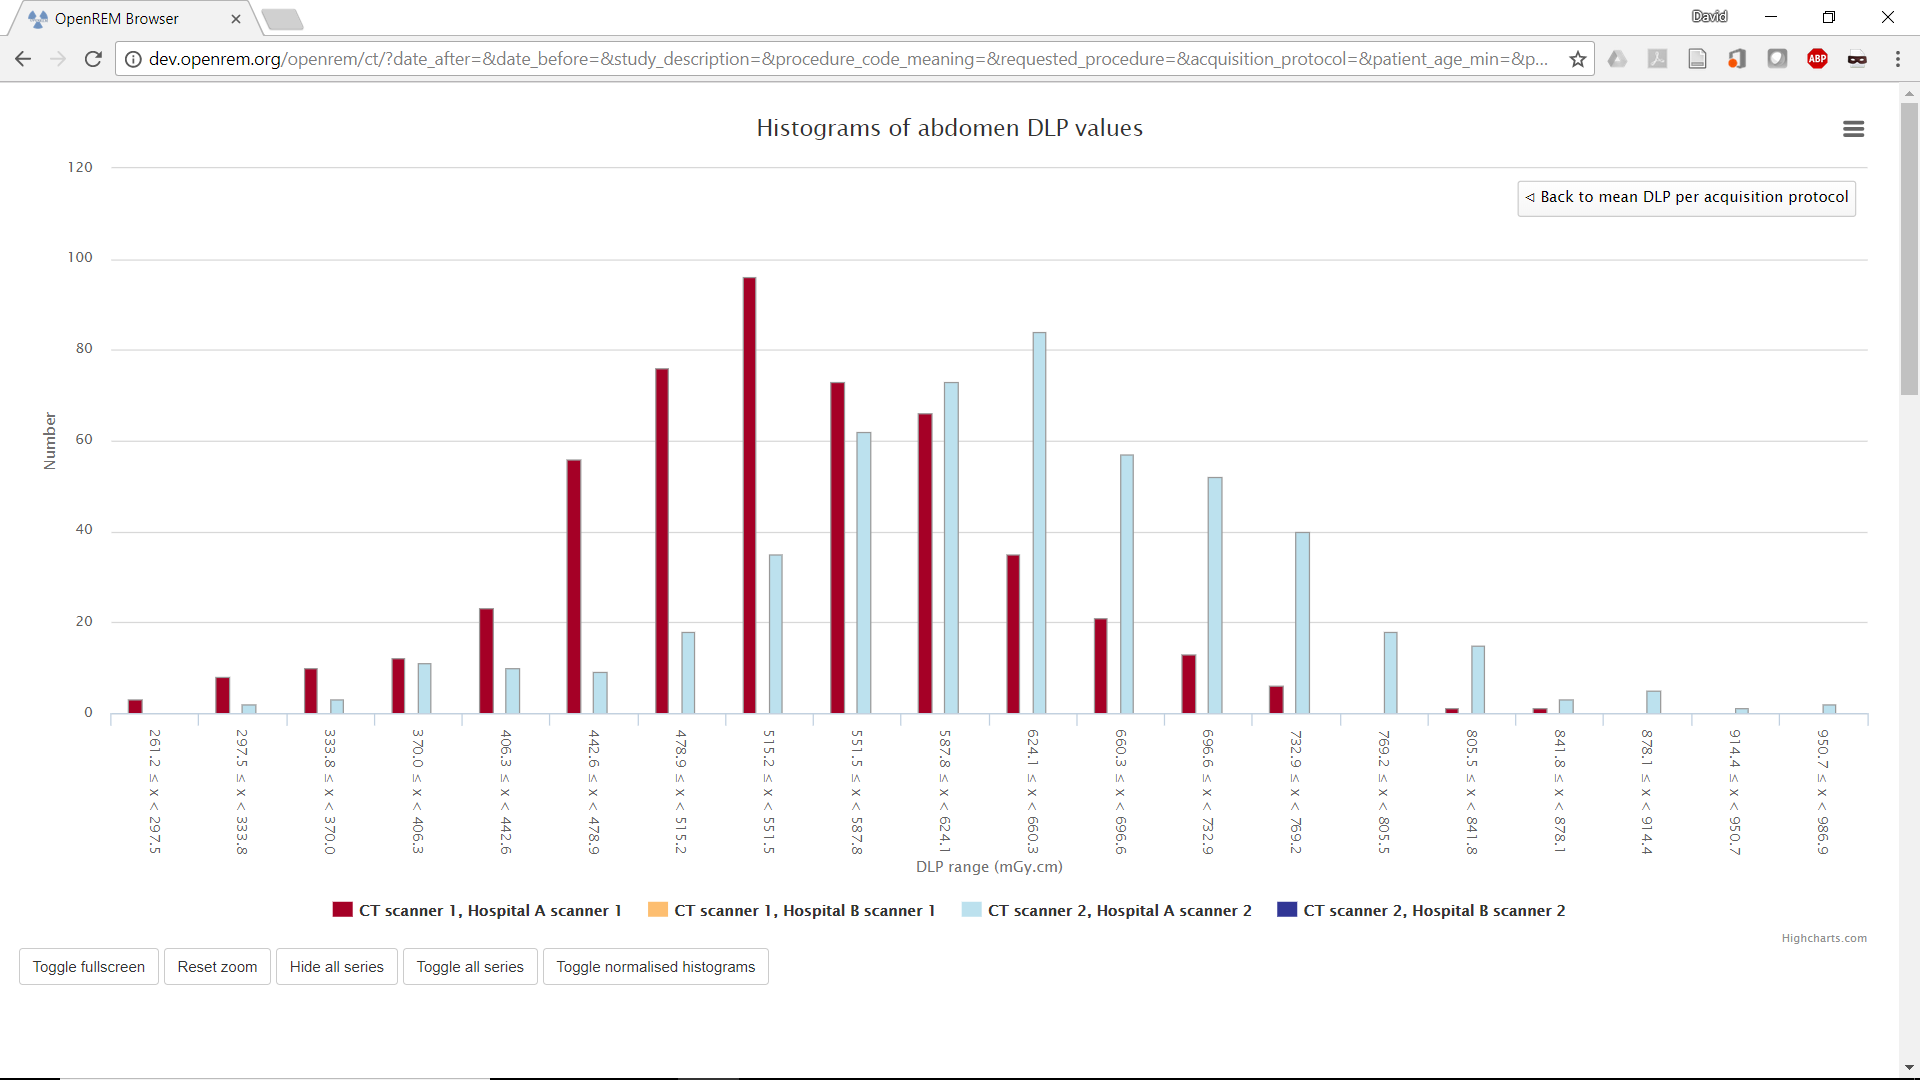 OpenREM Browser
David
dev.openrem.org/openrem/ct/?date_after=&date_before=&study_description=&procedure_code_meaning=&requested_procedure=&acquisition_protocol=&patient_age_min=&p...
ABP
Histograms of abdomen DLP values
◁ Back to mean DLP per acquisition protocol
120
100
80
60
40
20
0
Number
261.2 ≤ x < 297.5
297.5 ≤ x < 333.8
333.8 ≤ x < 370.0
370.0 ≤ x < 406.3
406.3 ≤ x < 442.6
442.6 ≤ x < 478.9
478.9 ≤ x < 515.2
515.2 ≤ x < 551.5
551.5 ≤ x < 587.8
587.8 ≤ x < 624.1
624.1 ≤ x < 660.3
660.3 ≤ x < 696.6
696.6 ≤ x < 732.9
732.9 ≤ x < 769.2
769.2 ≤ x < 805.5
805.5 ≤ x < 841.8
841.8 ≤ x < 878.1
878.1 ≤ x < 914.4
914.4 ≤ x < 950.7
950.7 ≤ x < 986.9
DLP range (mGy.cm)
CT scanner 1, Hospital A scanner 1
CT scanner 1, Hospital B scanner 1
CT scanner 2, Hospital A scanner 2
CT scanner 2, Hospital B scanner 2
Highcharts.com
Toggle fullscreen
Reset zoom
Hide all series
Toggle all series
Toggle normalised histograms